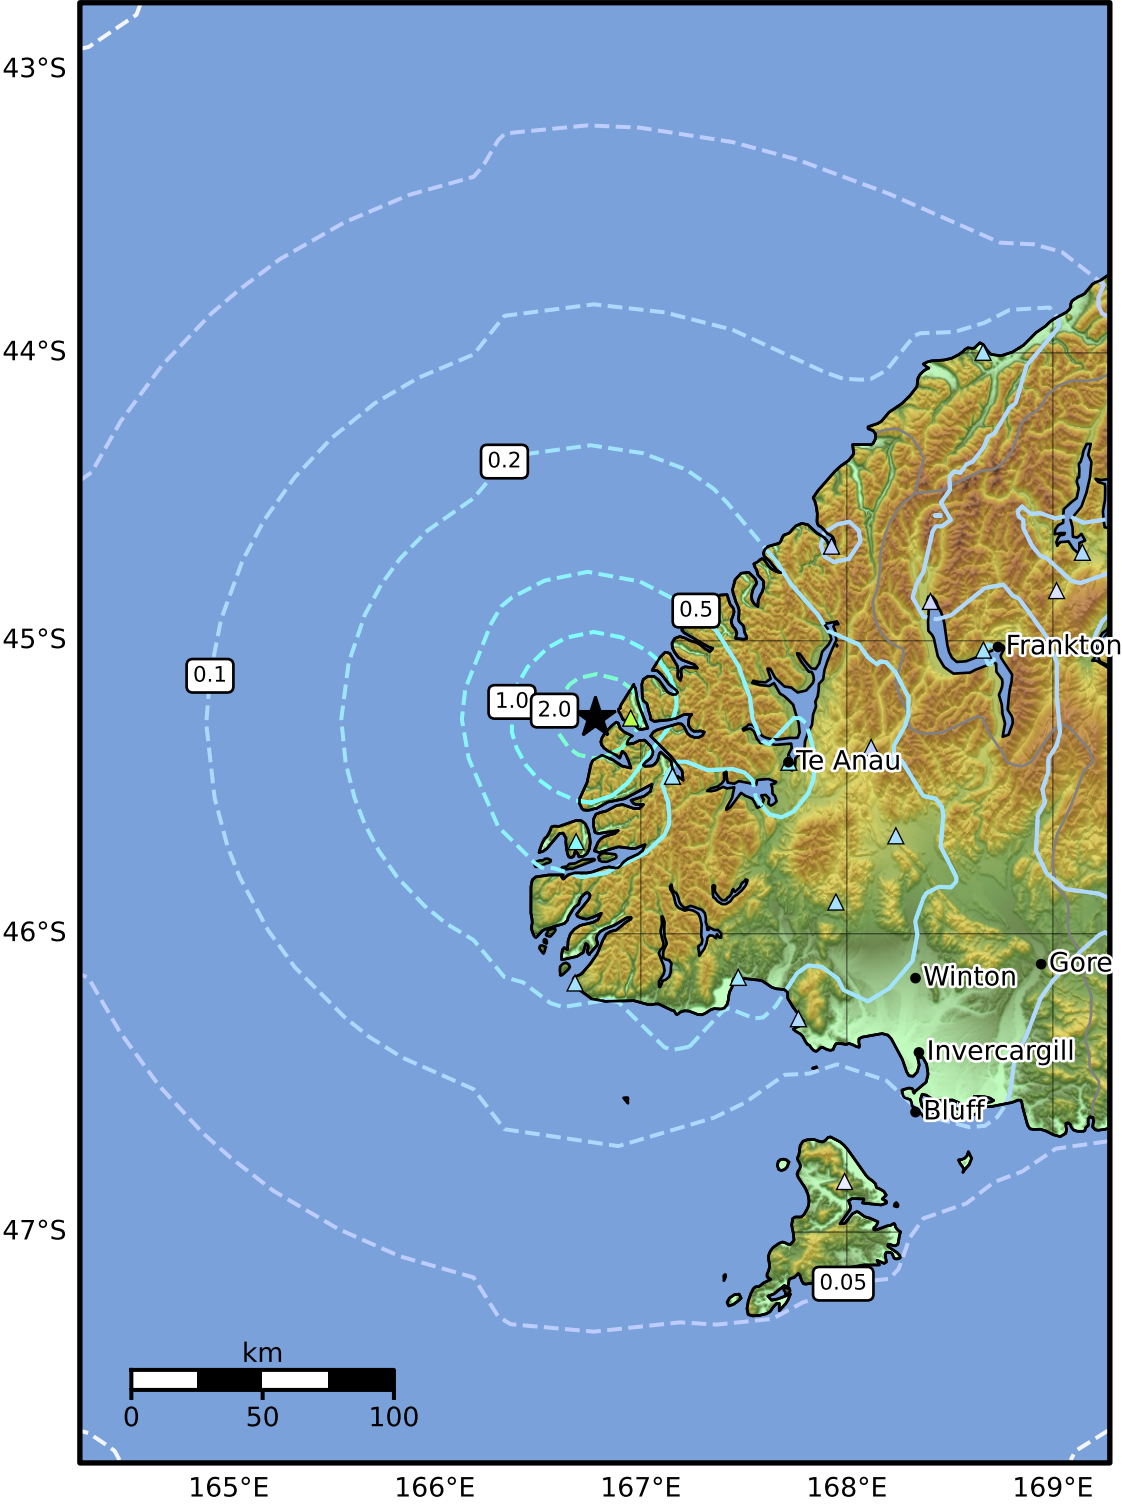 43°S
44°S
0.2
0.5
45°S
Frankton
0.1
1.0
2.0
Te Anau
46°S
Gore
Winton
Invercargill
Bluff
47°S
0.05
km
0 50 100
165°E 166°E 167°E 168°E 169°E